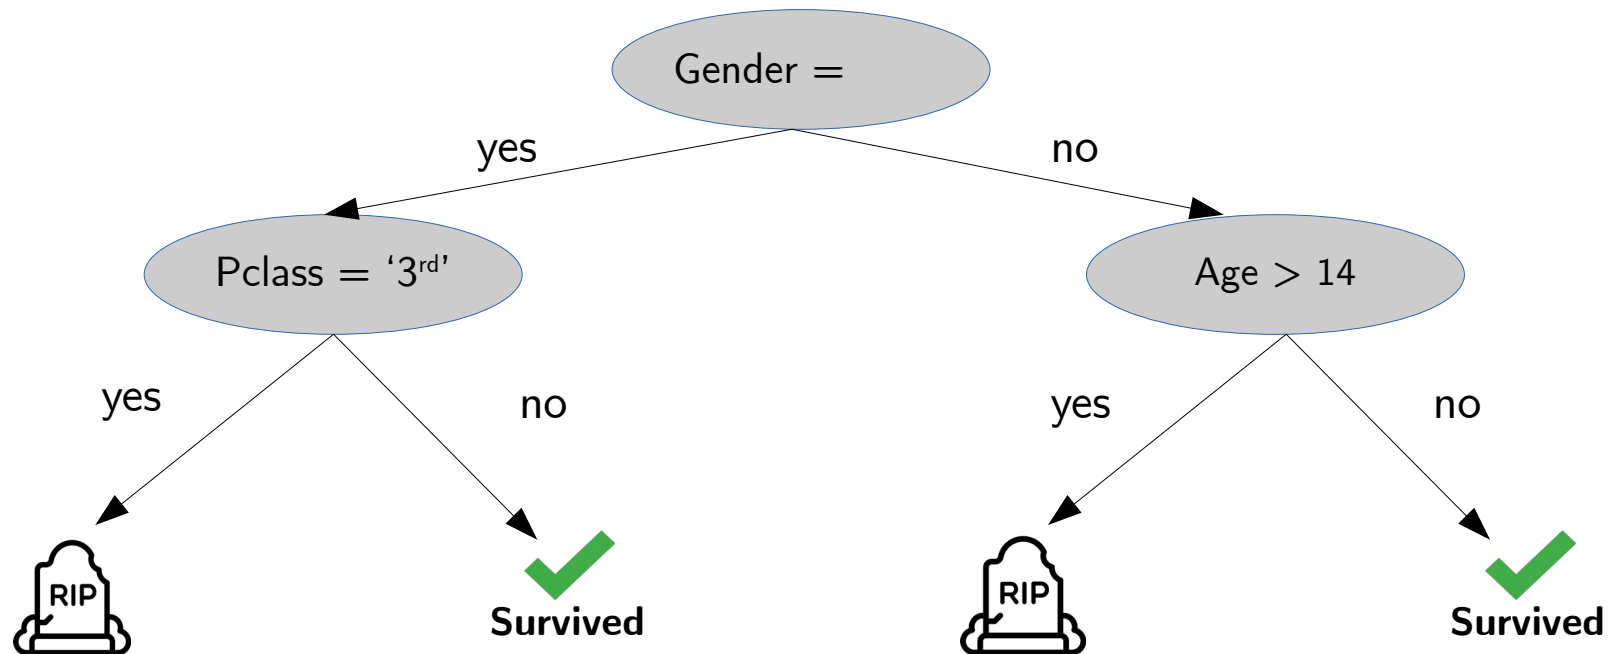 Gender =
yes
no
Pclass = ‘3rd’
Age > 14
yes
no
yes
no
RIP
Survived
RIP
Survived